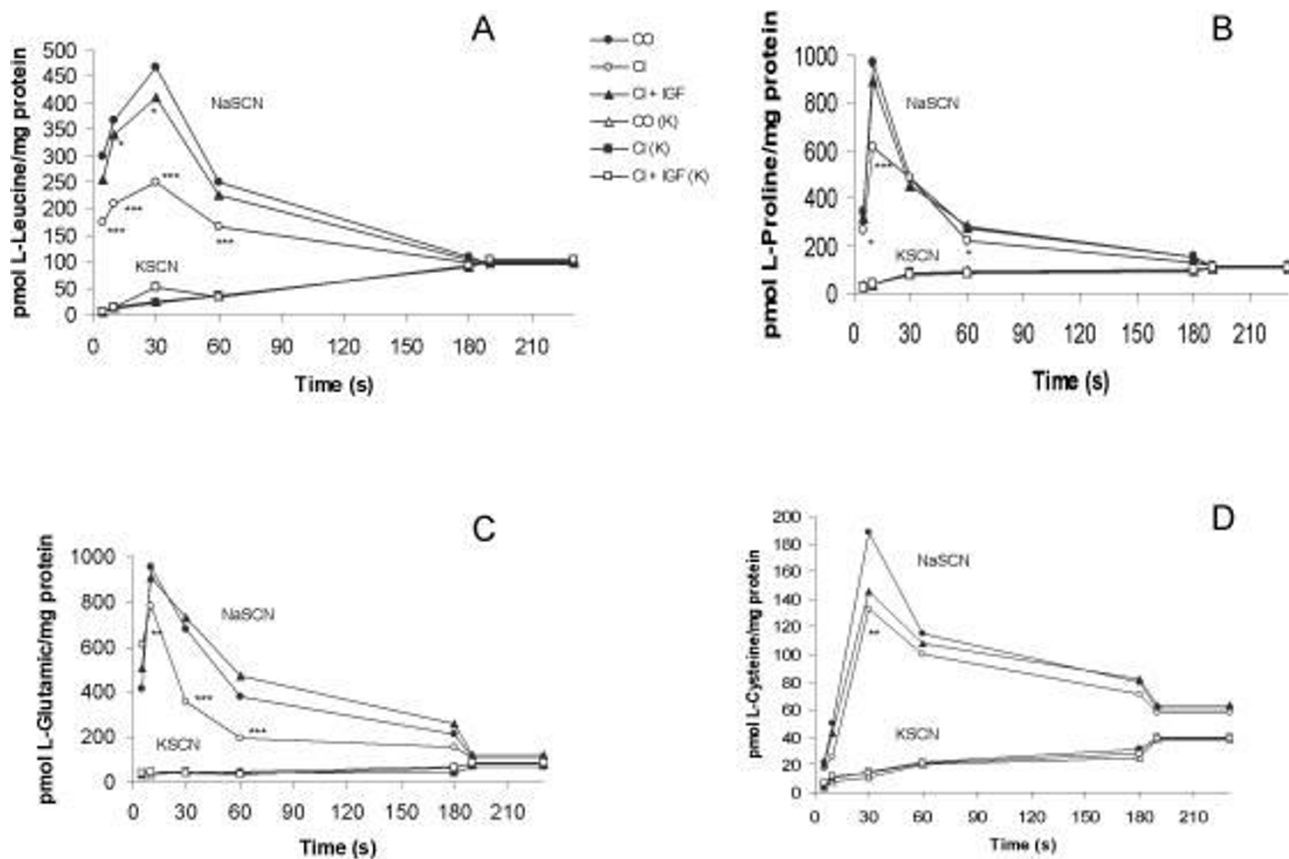 A
pmol L-Leucine/mg protein
500
450
400
350
300
250
200
150
100
50
0
NaSCN
KSCN
*
*
***
***
***
***
0 30 60 90 120 150 180 210
Time (s)
CO
CI
CI + IGF
CO (K)
CI (K)
CI + IGF (K)
B
pmol L-Proline/mg protein
1000
800
600
400
200
0
NaSCN
***
KSCN
*
*
0 30 60 90 120 150 180 210
Time (s)
C
pmol L-Glutamic/mg protein
1000
800
600
400
200
0
NaSCN
**
***
***
KSCN
0 30 60 90 120 150 180 210
Time (s)
D
pmol L-Cysteine/mg protein
200
180
160
140
120
100
80
60
40
20
0
NaSCN
**
KSCN
0 30 60 90 120 150 180 210
Time (s)